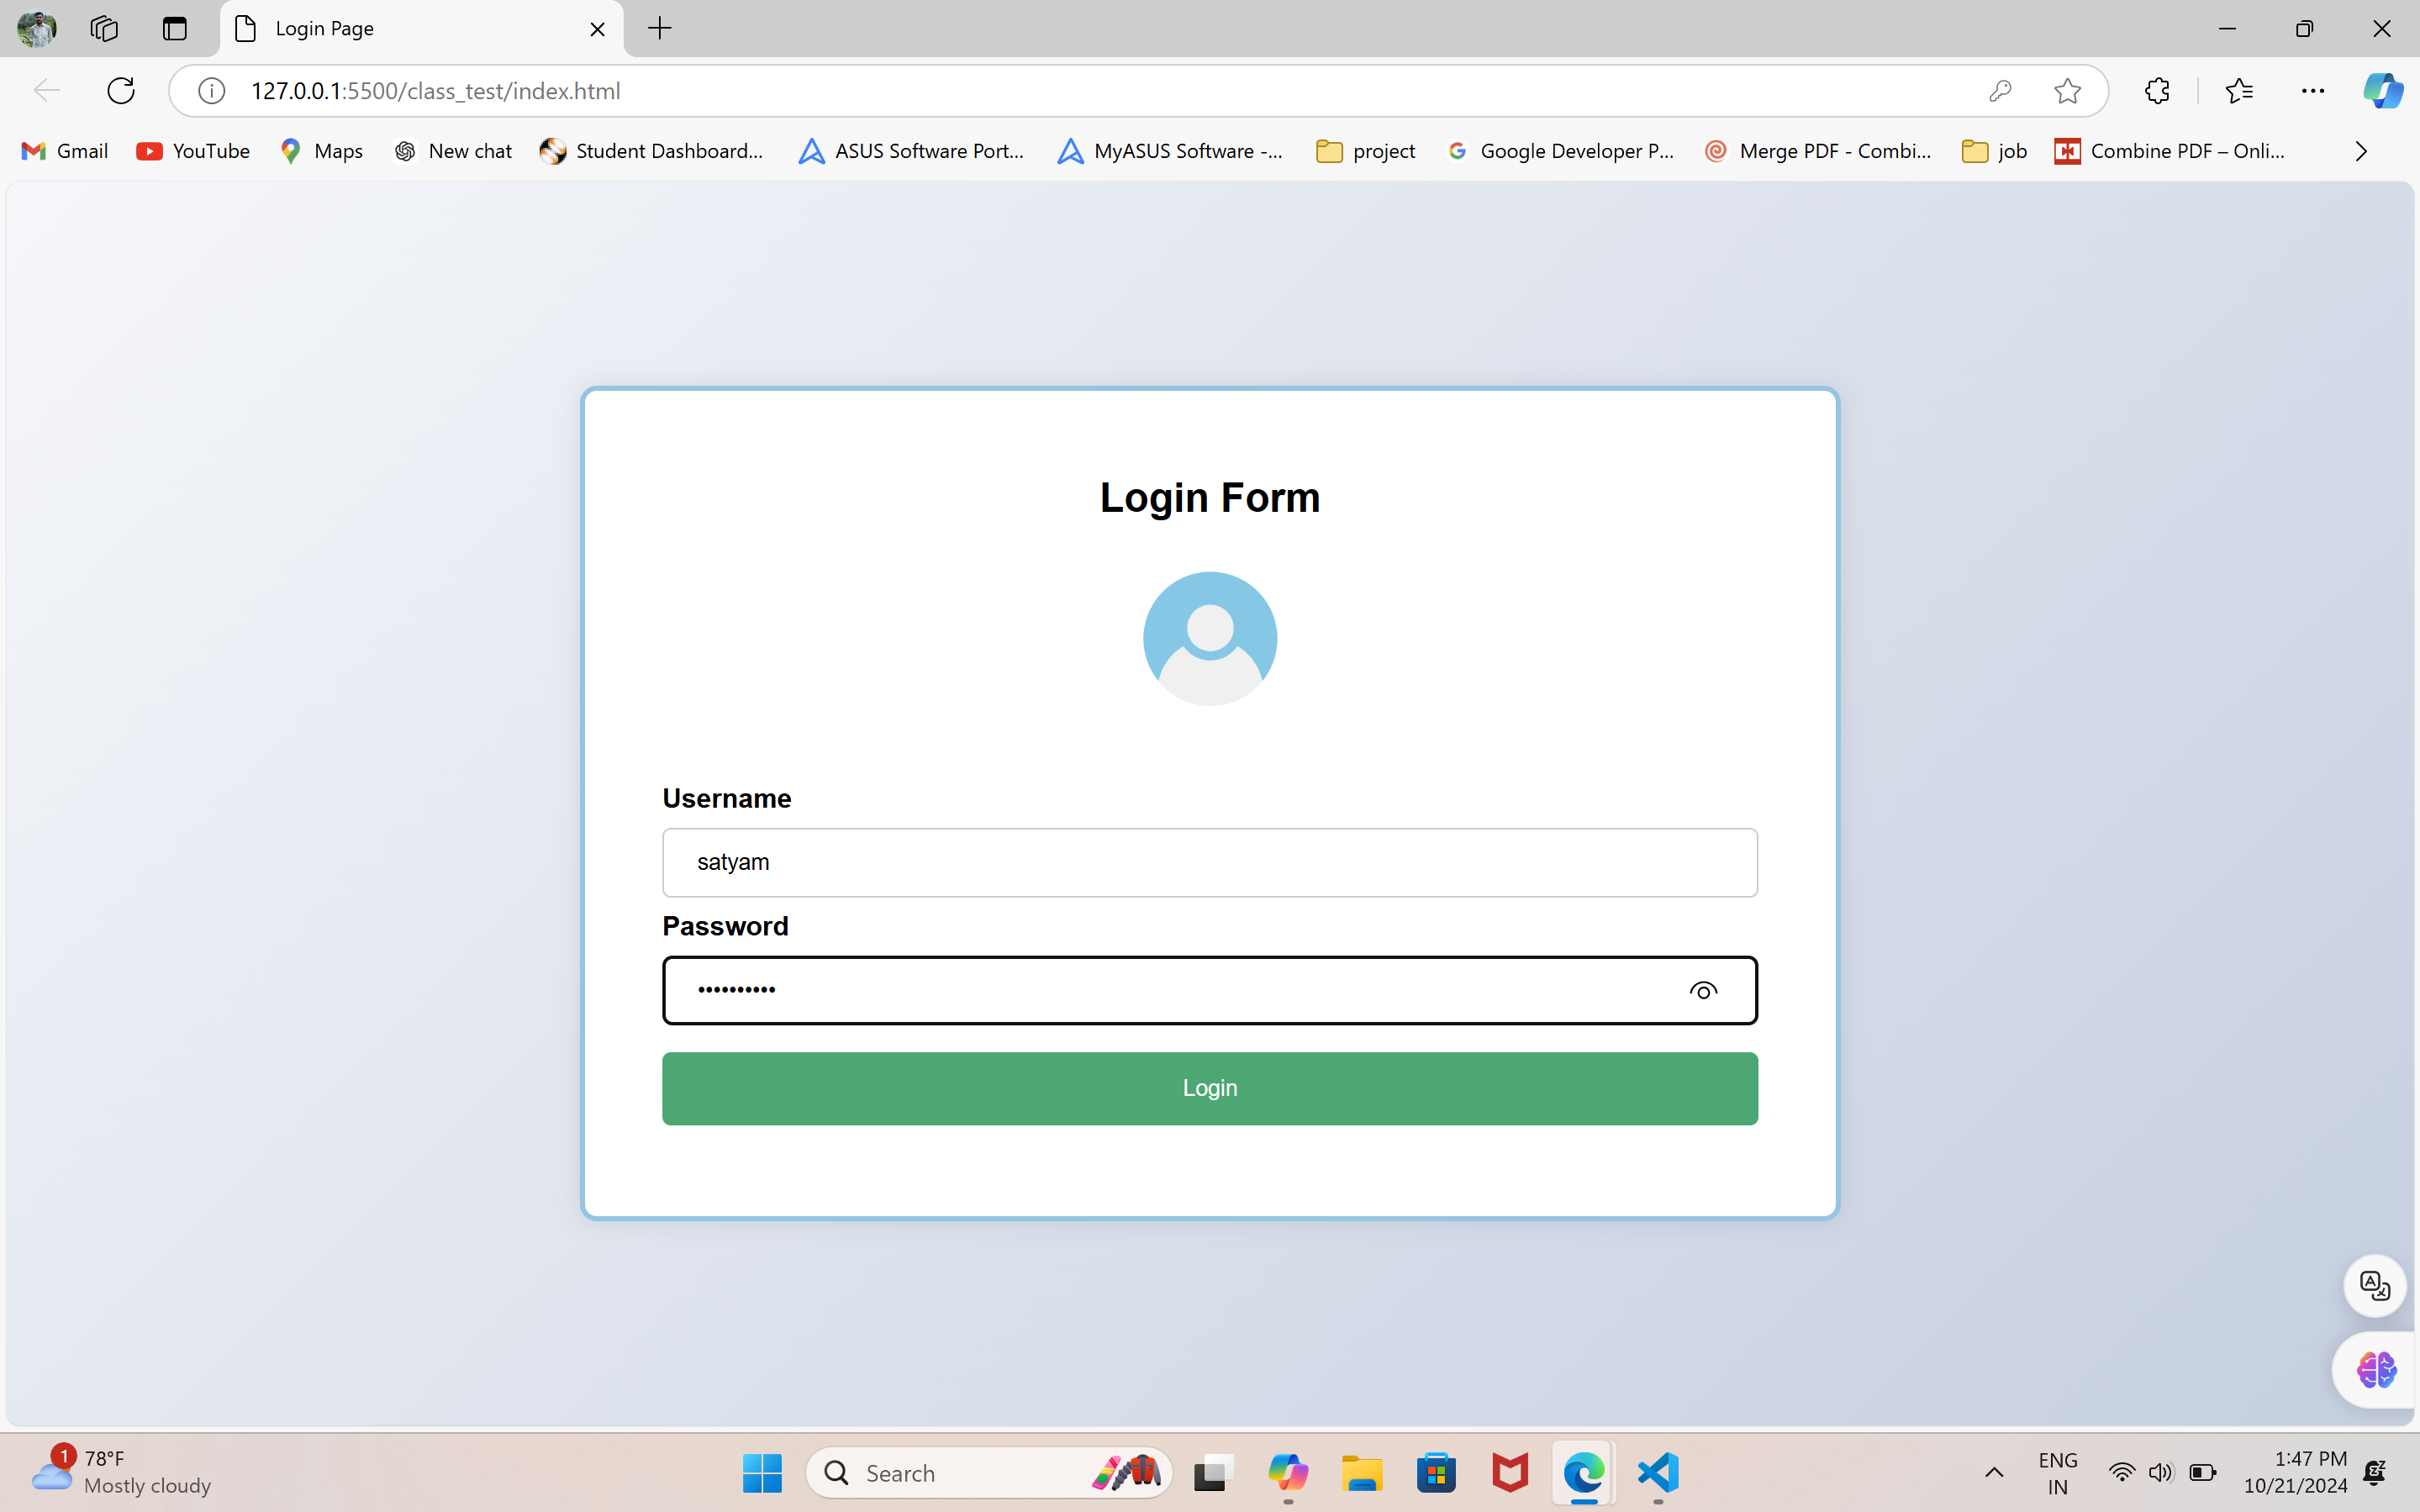 Login Page
127.0.0.1:5500/class_test/index.html
Gmail YouTube Maps New chat Student Dashboard... ASUS Software Port... MyASUS Software -... project Google Developer P... Merge PDF - Combi... job Combine PDF – Onli...
Login Form
Username
satyam
Password
••••••••••
Login
1 78°F
Mostly cloudy
Search
ENG
IN
1:47 PM
10/21/2024